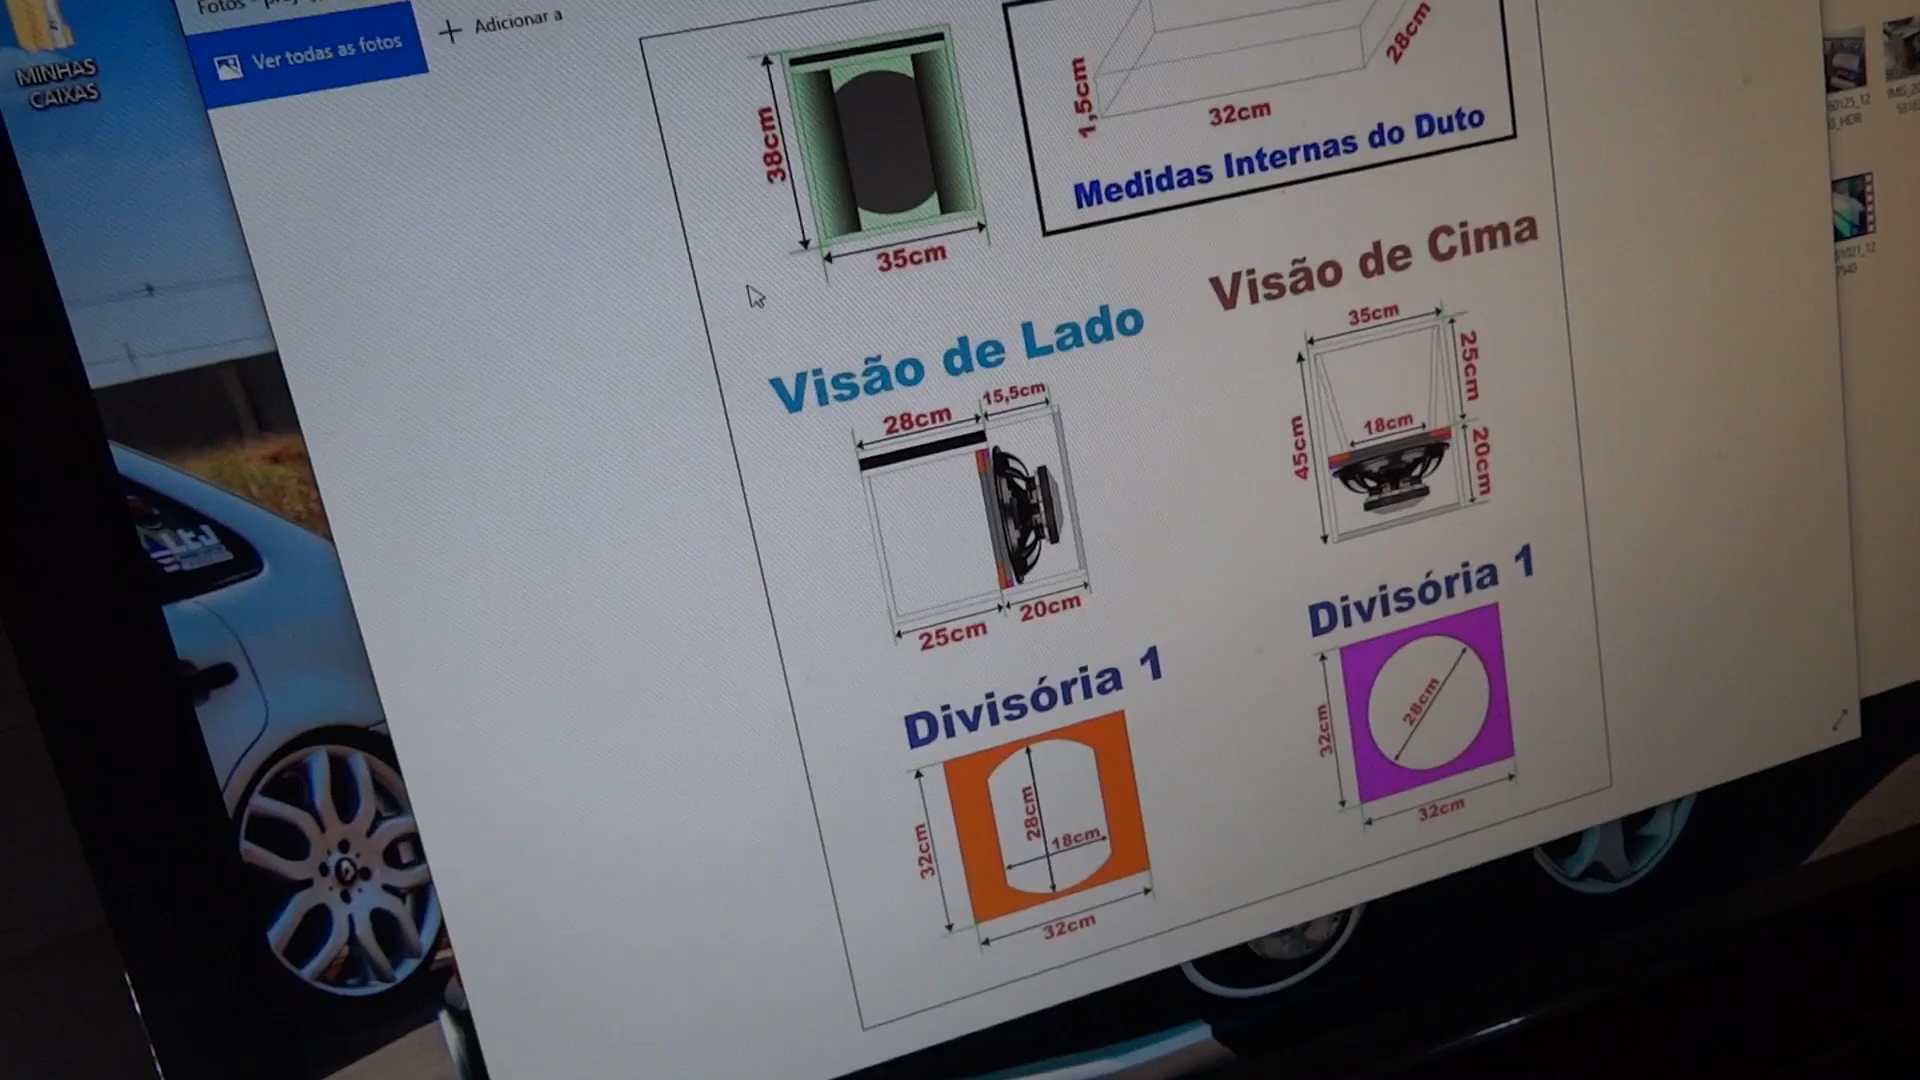 Adicionar a
Ver todas as fotos
MINHAS
CAIXAS
38cm
35cm
1,5cm
32cm
28cm
Medidas Internas do Duto
Visão de Lado
28cm
15,5cm
25cm
20cm
Visão de Cima
35cm
25cm
18cm
45cm
20cm
Divisória 1
32cm
28cm
18cm
32cm
Divisória 1
32cm
28cm
32cm